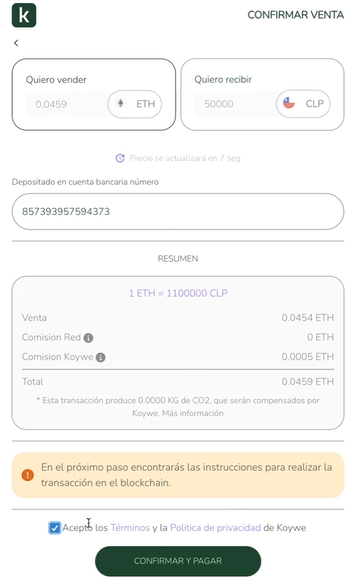 k
CONFIRMAR VENTA
Quiero vender
0,0459
ETH
Quiero recibir
50000
CLP
Precio se actualizará en 7 seg
Depositado en cuenta bancaria número
857393957594373
RESUMEN
1 ETH = 1100000 CLP
Venta 0.0454 ETH
Comision Red 0 ETH
Comision Koywe 0.0005 ETH
Total 0.0459 ETH
* Esta transacción produce 0.0000 KG de CO2, que serán compensados por
Koywe. Más información
En el próximo paso encontrarás las instrucciones para realizar la
transacción en el blockchain.
Acepto los Términos y la Politica de privacidad de Koywe
CONFIRMAR Y PAGAR